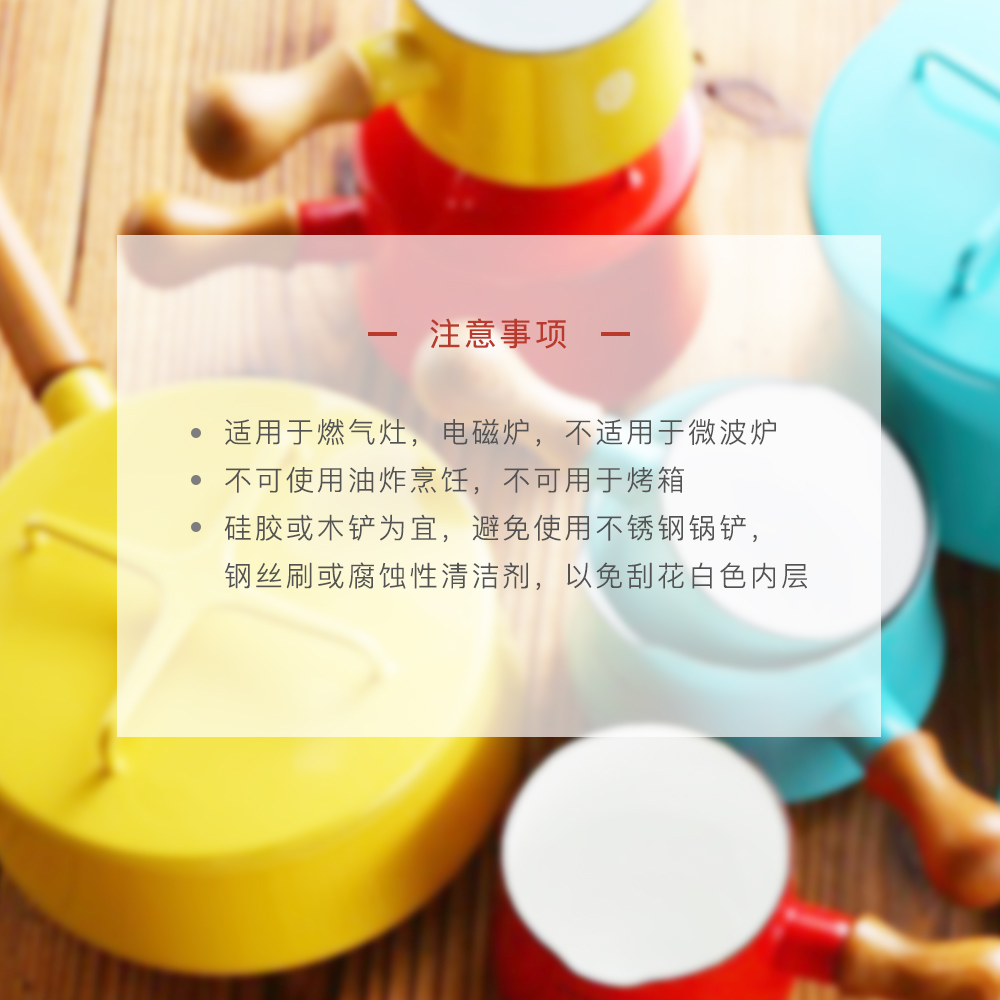 注意事项
适用于燃气灶，电磁炉，不适用于微波炉
不可使用油炸烹饪，不可用于烤箱
硅胶或木铲为宜，避免使用不锈钢锅铲，
钢丝刷或腐蚀性清洁剂，以免刮花白色内层